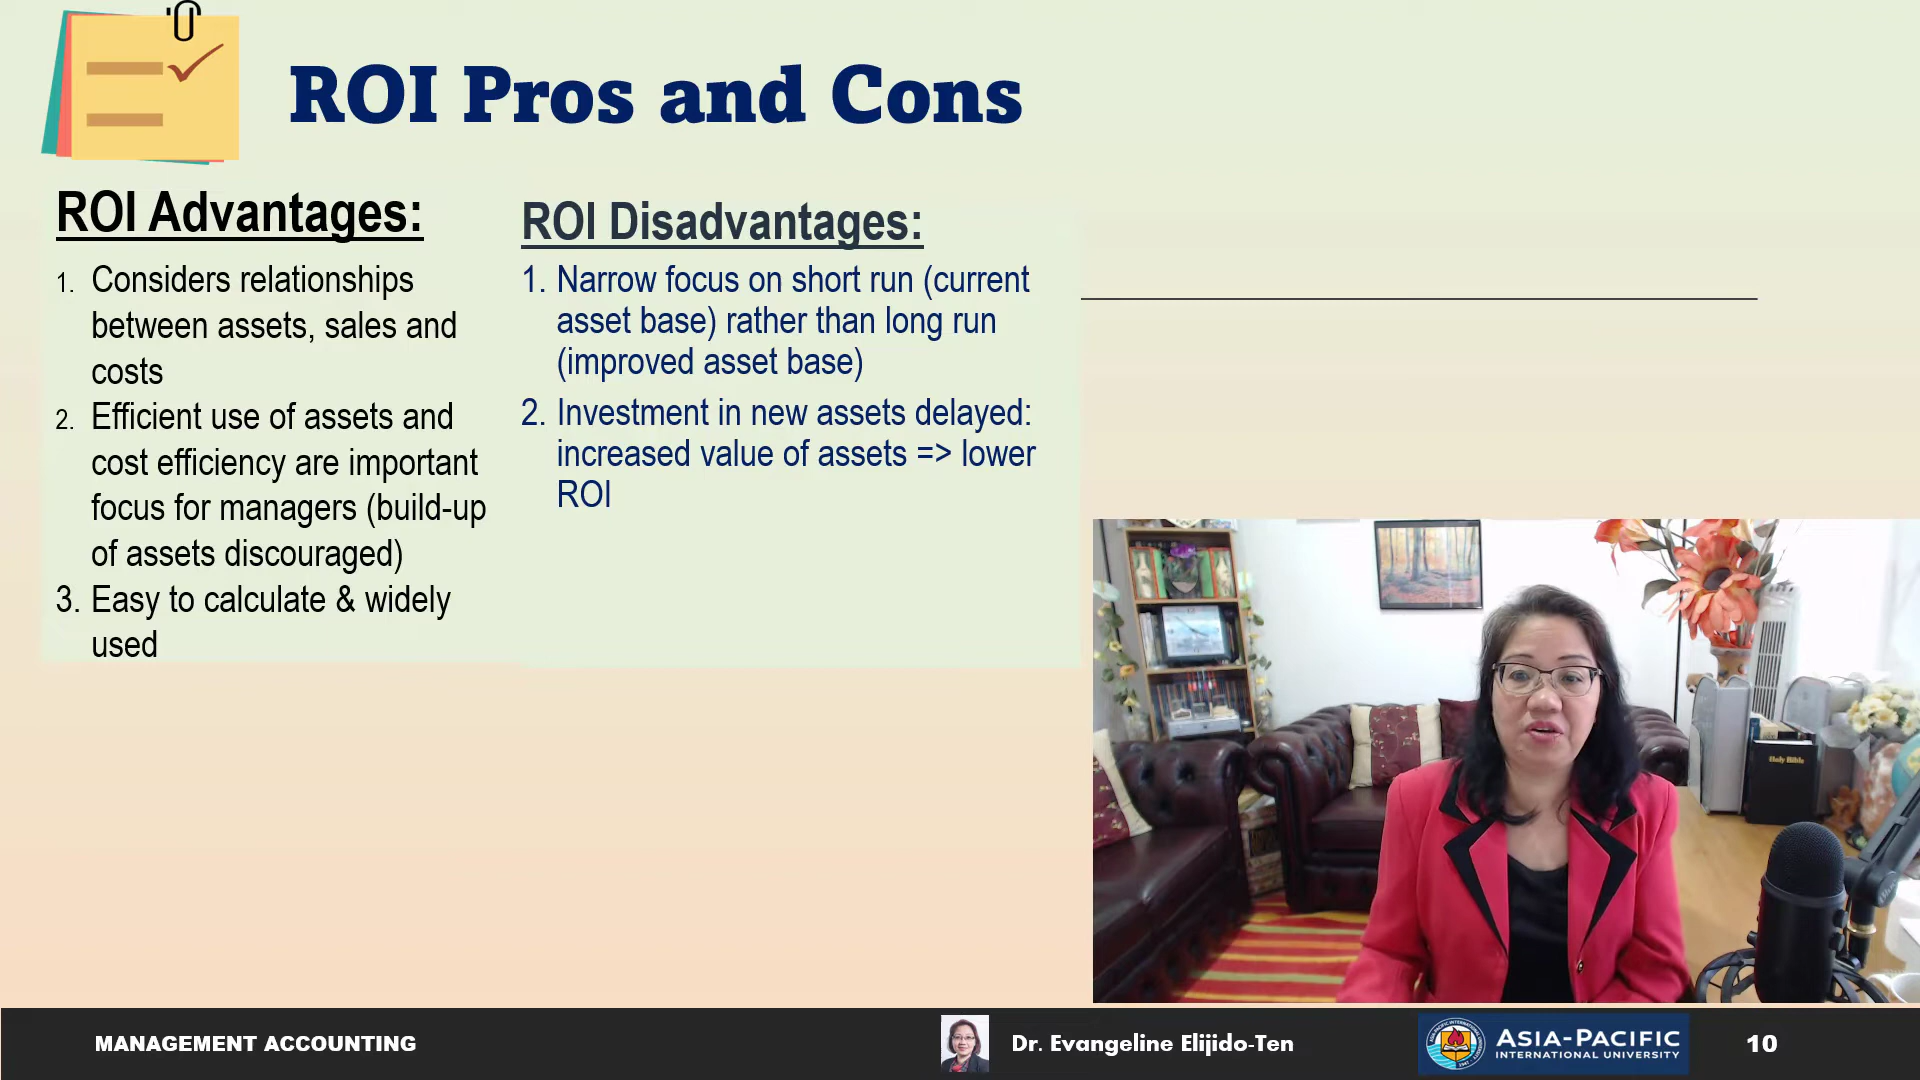 ROI Pros and Cons
ROI Advantages:
1. Considers relationships
between assets, sales and
costs
2. Efficient use of assets and
cost efficiency are important
focus for managers (build-up
of assets discouraged)
3. Easy to calculate & widely
used
ROI Disadvantages:
1. Narrow focus on short run (current
asset base) rather than long run
(improved asset base)
2. Investment in new assets delayed:
increased value of assets => lower
ROI
Holy Bible
MANAGEMENT ACCOUNTING
Dr. Evangeline Elijido-Ten
ASIA-PACIFIC
INTERNATIONAL UNIVERSITY
10